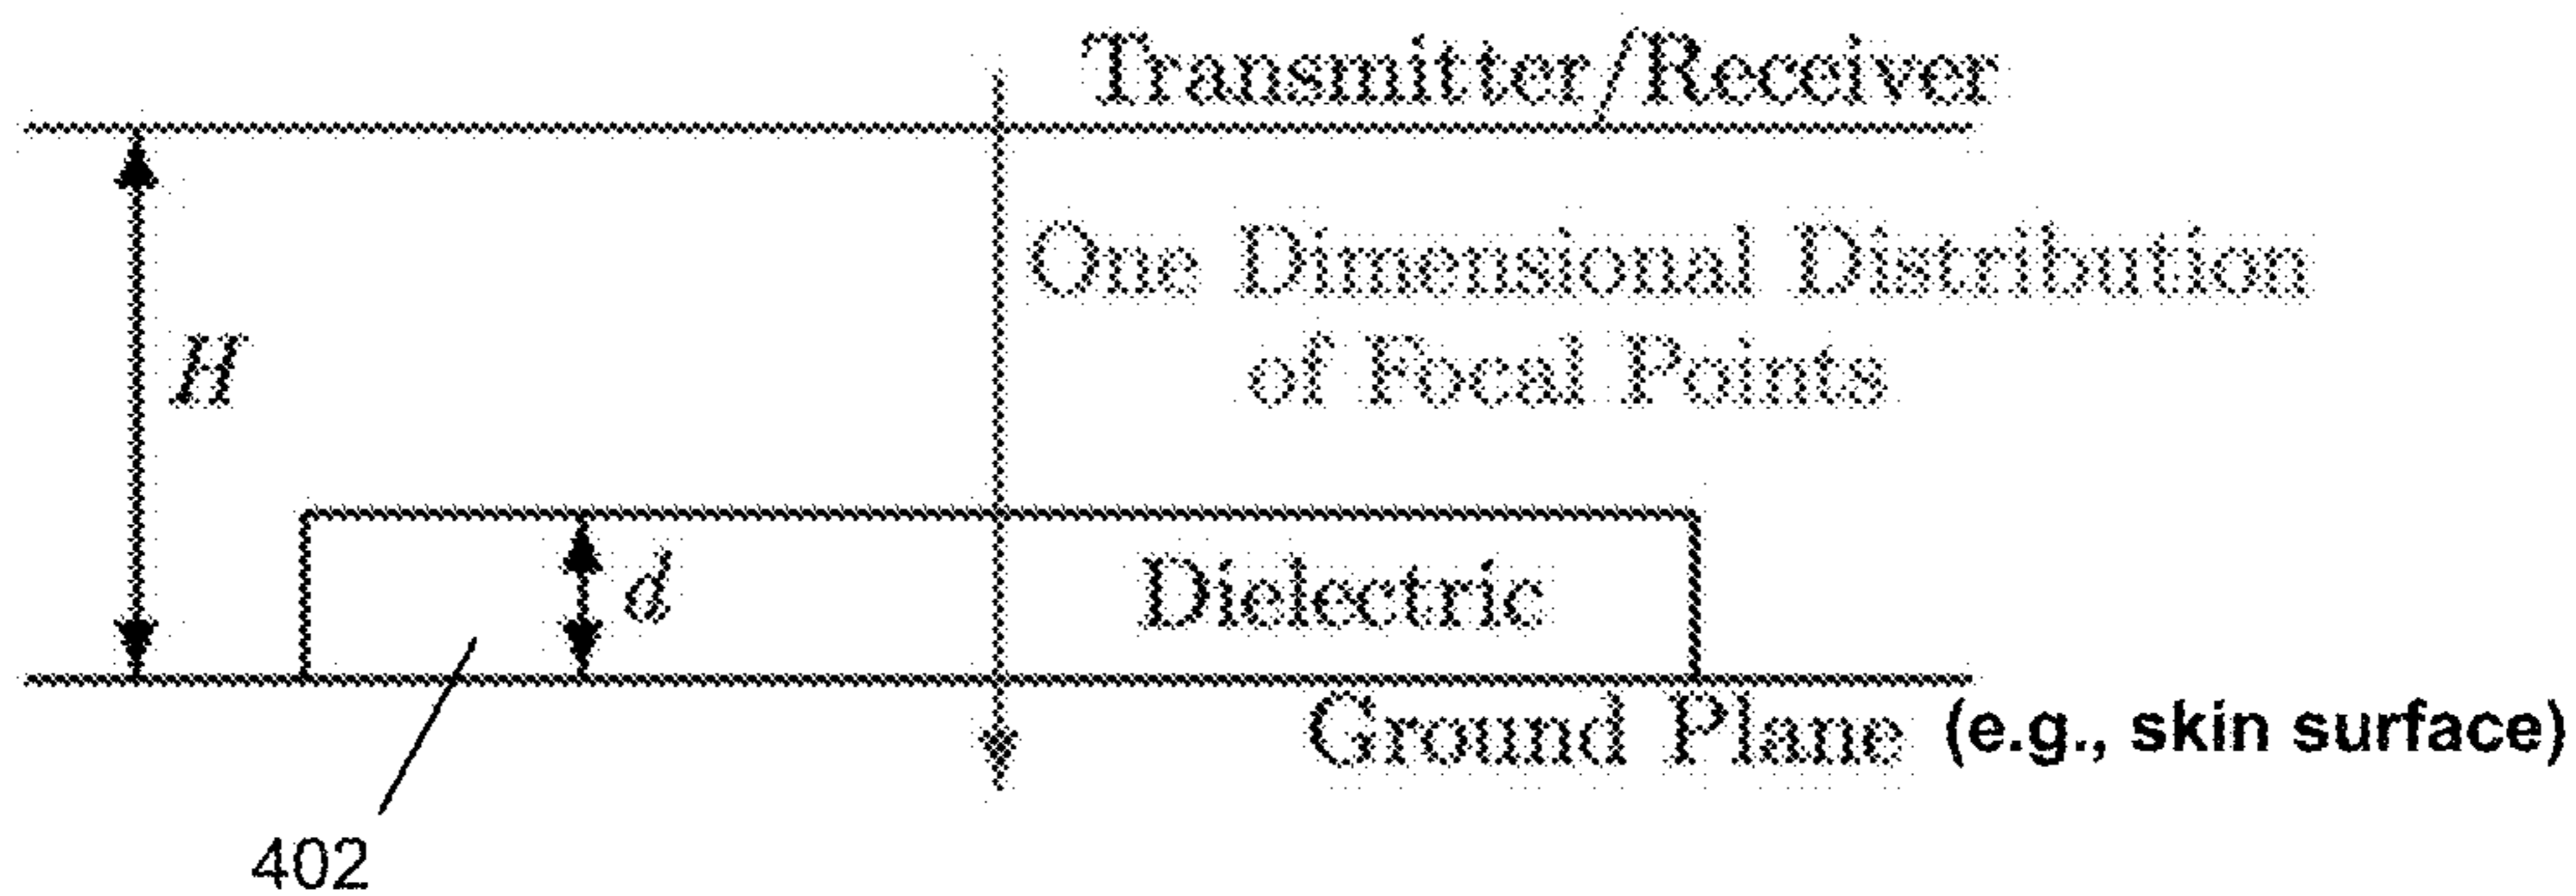 Transmitter/Receiver
One Dimensional Distribution
of Focal Points
H
d
Dielectric
Ground Plane (e.g., skin surface)
402